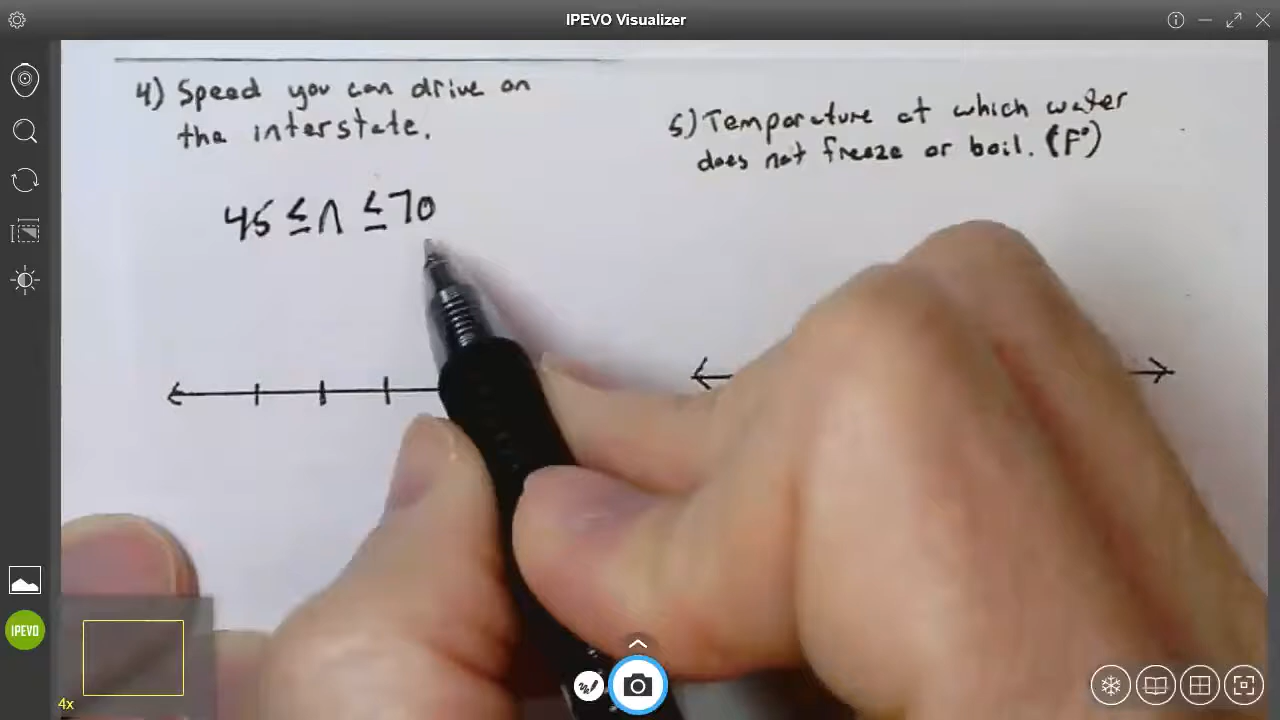 IPEVO Visualizer
4) Speed you can drive on
the interstate.
45 ≤ n ≤ 70
5) Temperature at which water
does not freeze or boil. (F°)
IPEVO
4x